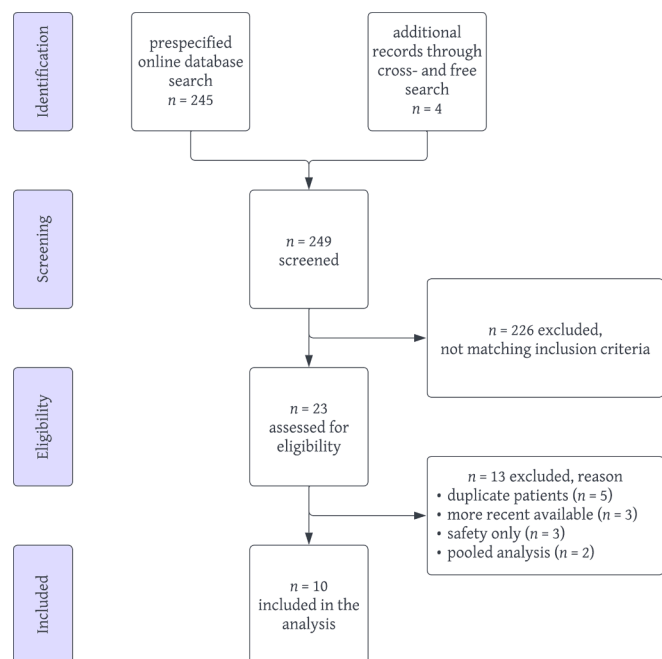 Identification
prespecified
online database
search
n = 245
additional
records through
cross- and free
search
n = 4
Screening
n = 249
screened
n = 226 excluded,
not matching inclusion criteria
Eligibility
n = 23
assessed for
eligibility
n = 13 excluded, reason
• duplicate patients (n = 5)
• more recent available (n = 3)
• safety only (n = 3)
• pooled analysis (n = 2)
Included
n = 10
included in the
analysis